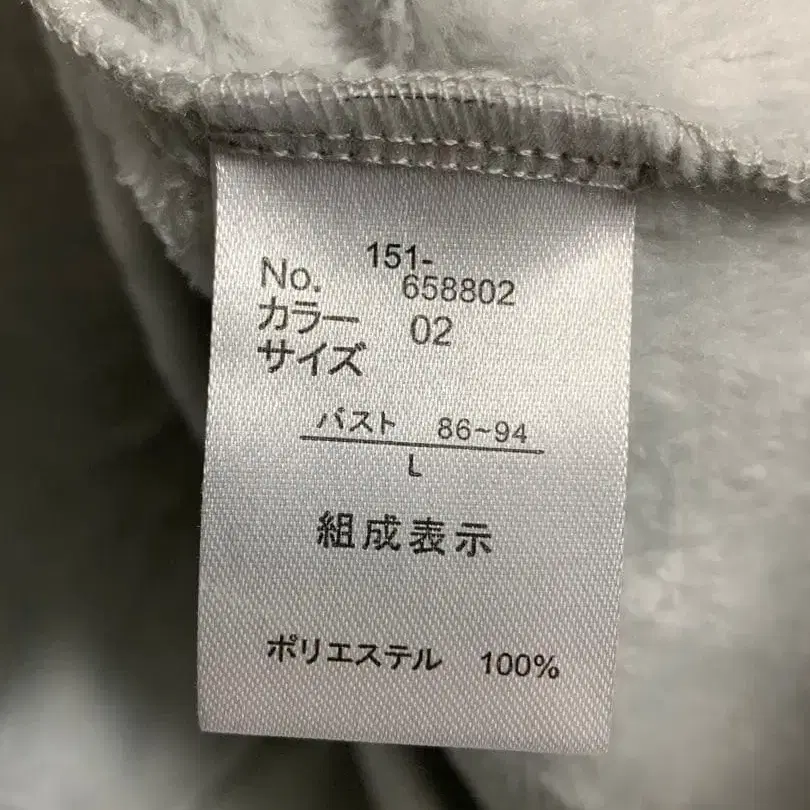 No. 151-658802
カラー 02
サイズ
バスト 86~94
L
組成表示
ポリエステル 100%